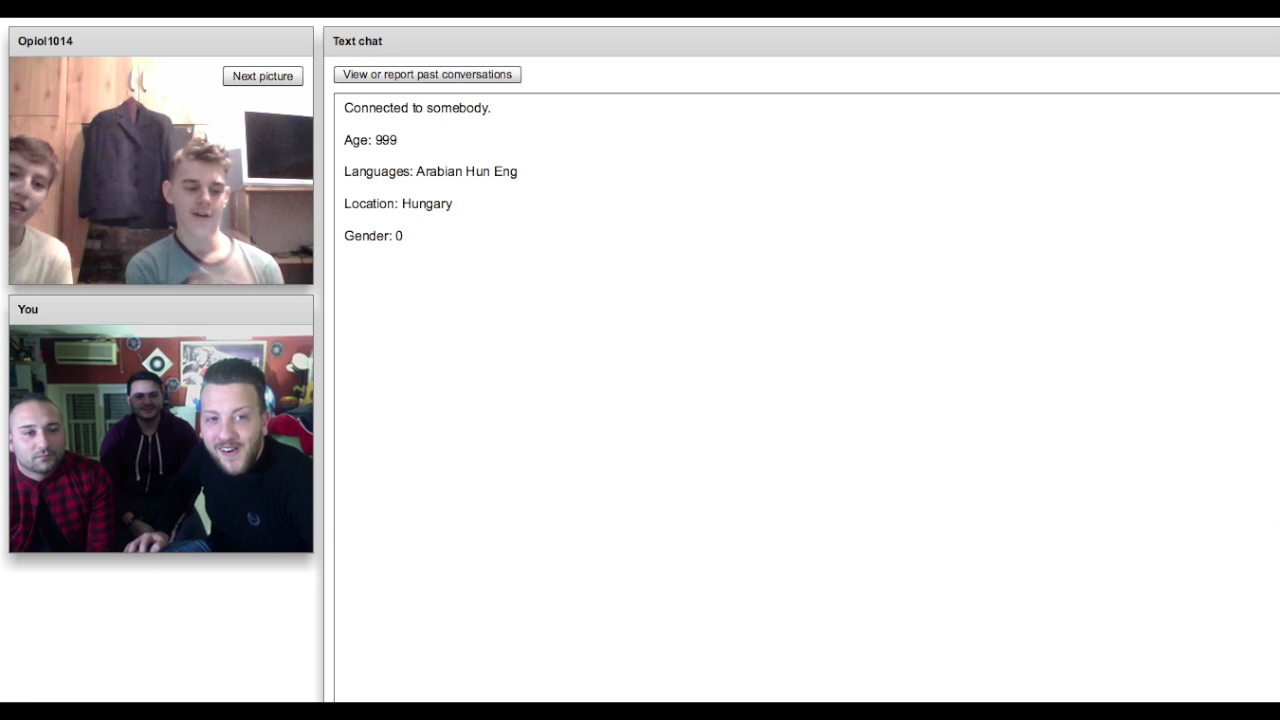 Opiol1014
Next picture
You
Text chat
View or report past conversations
Connected to somebody.
Age: 999
Languages: Arabian Hun Eng
Location: Hungary
Gender: 0